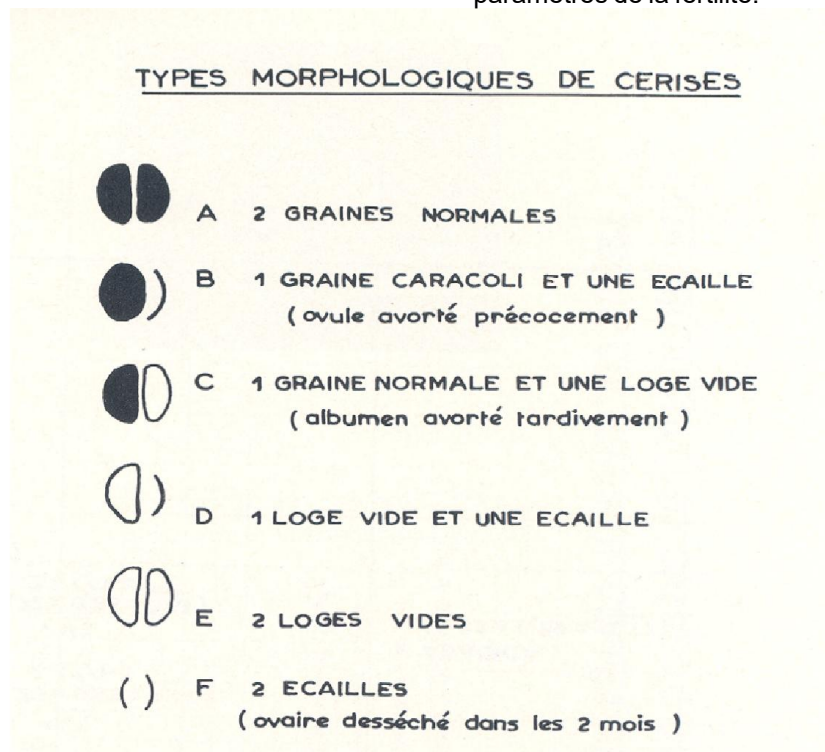 paramètres de la fertilité.
TYPES MORPHOLOGIQUES DE CERISES
A 2 GRAINES NORMALES
B 1 GRAINE CARACOLI ET UNE ECAILLE
( ovule avorté précocement )
C 1 GRAINE NORMALE ET UNE LOGE VIDE
( albumen avorté tardivement )
D 1 LOGE VIDE ET UNE ECAILLE
E 2 LOGES VIDES
F 2 ECAILLES
( ovaire desséché dans les 2 mois )